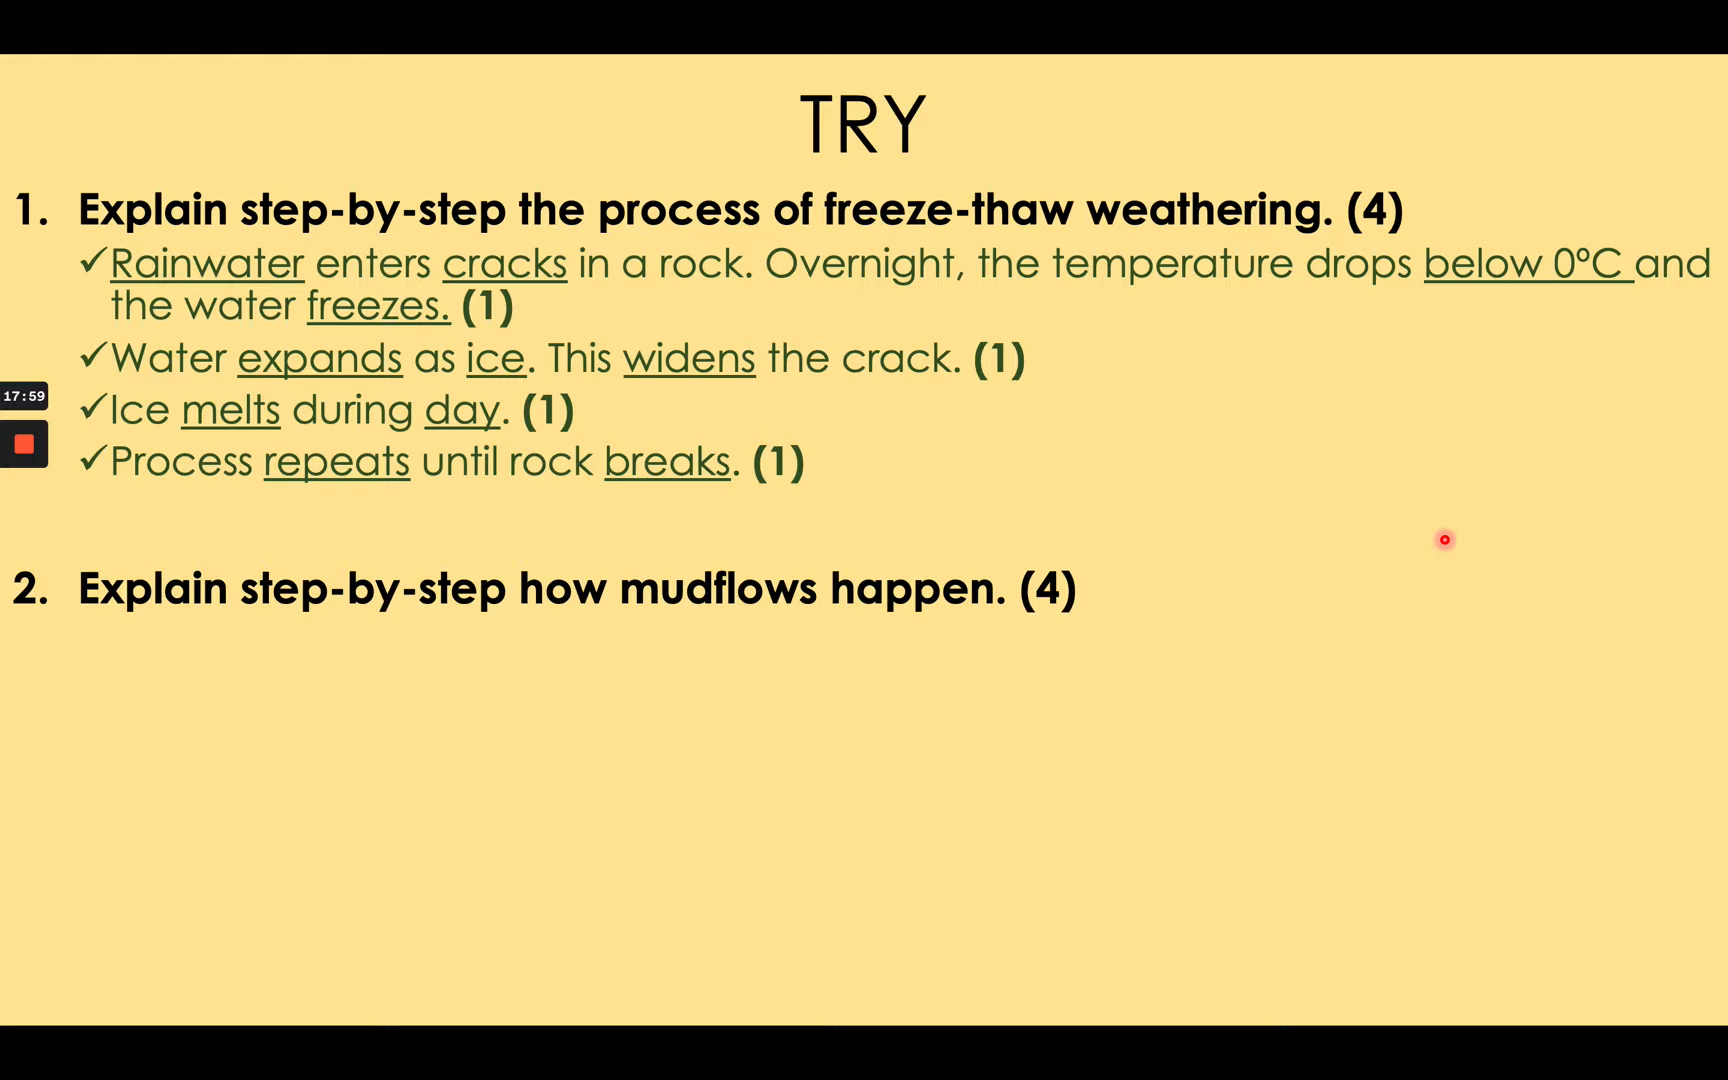 TRY
1. Explain step-by-step the process of freeze-thaw weathering. (4)
✓Rainwater enters cracks in a rock. Overnight, the temperature drops below 0°C and
the water freezes. (1)
✓Water expands as ice. This widens the crack. (1)
17:59
✓Ice melts during day. (1)
✓Process repeats until rock breaks. (1)
2. Explain step-by-step how mudflows happen. (4)